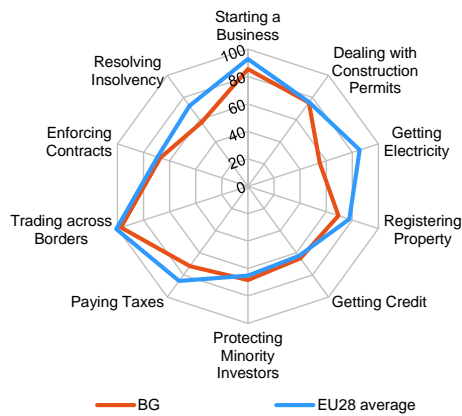 Starting a
Business
Dealing with
Construction
Permits
Getting
Electricity
Registering
Property
Getting Credit
Protecting
Minority
Investors
Paying Taxes
Trading across
Borders
Enforcing
Contracts
Resolving
Insolvency
100
80
60
40
20
0
BG
EU28 average